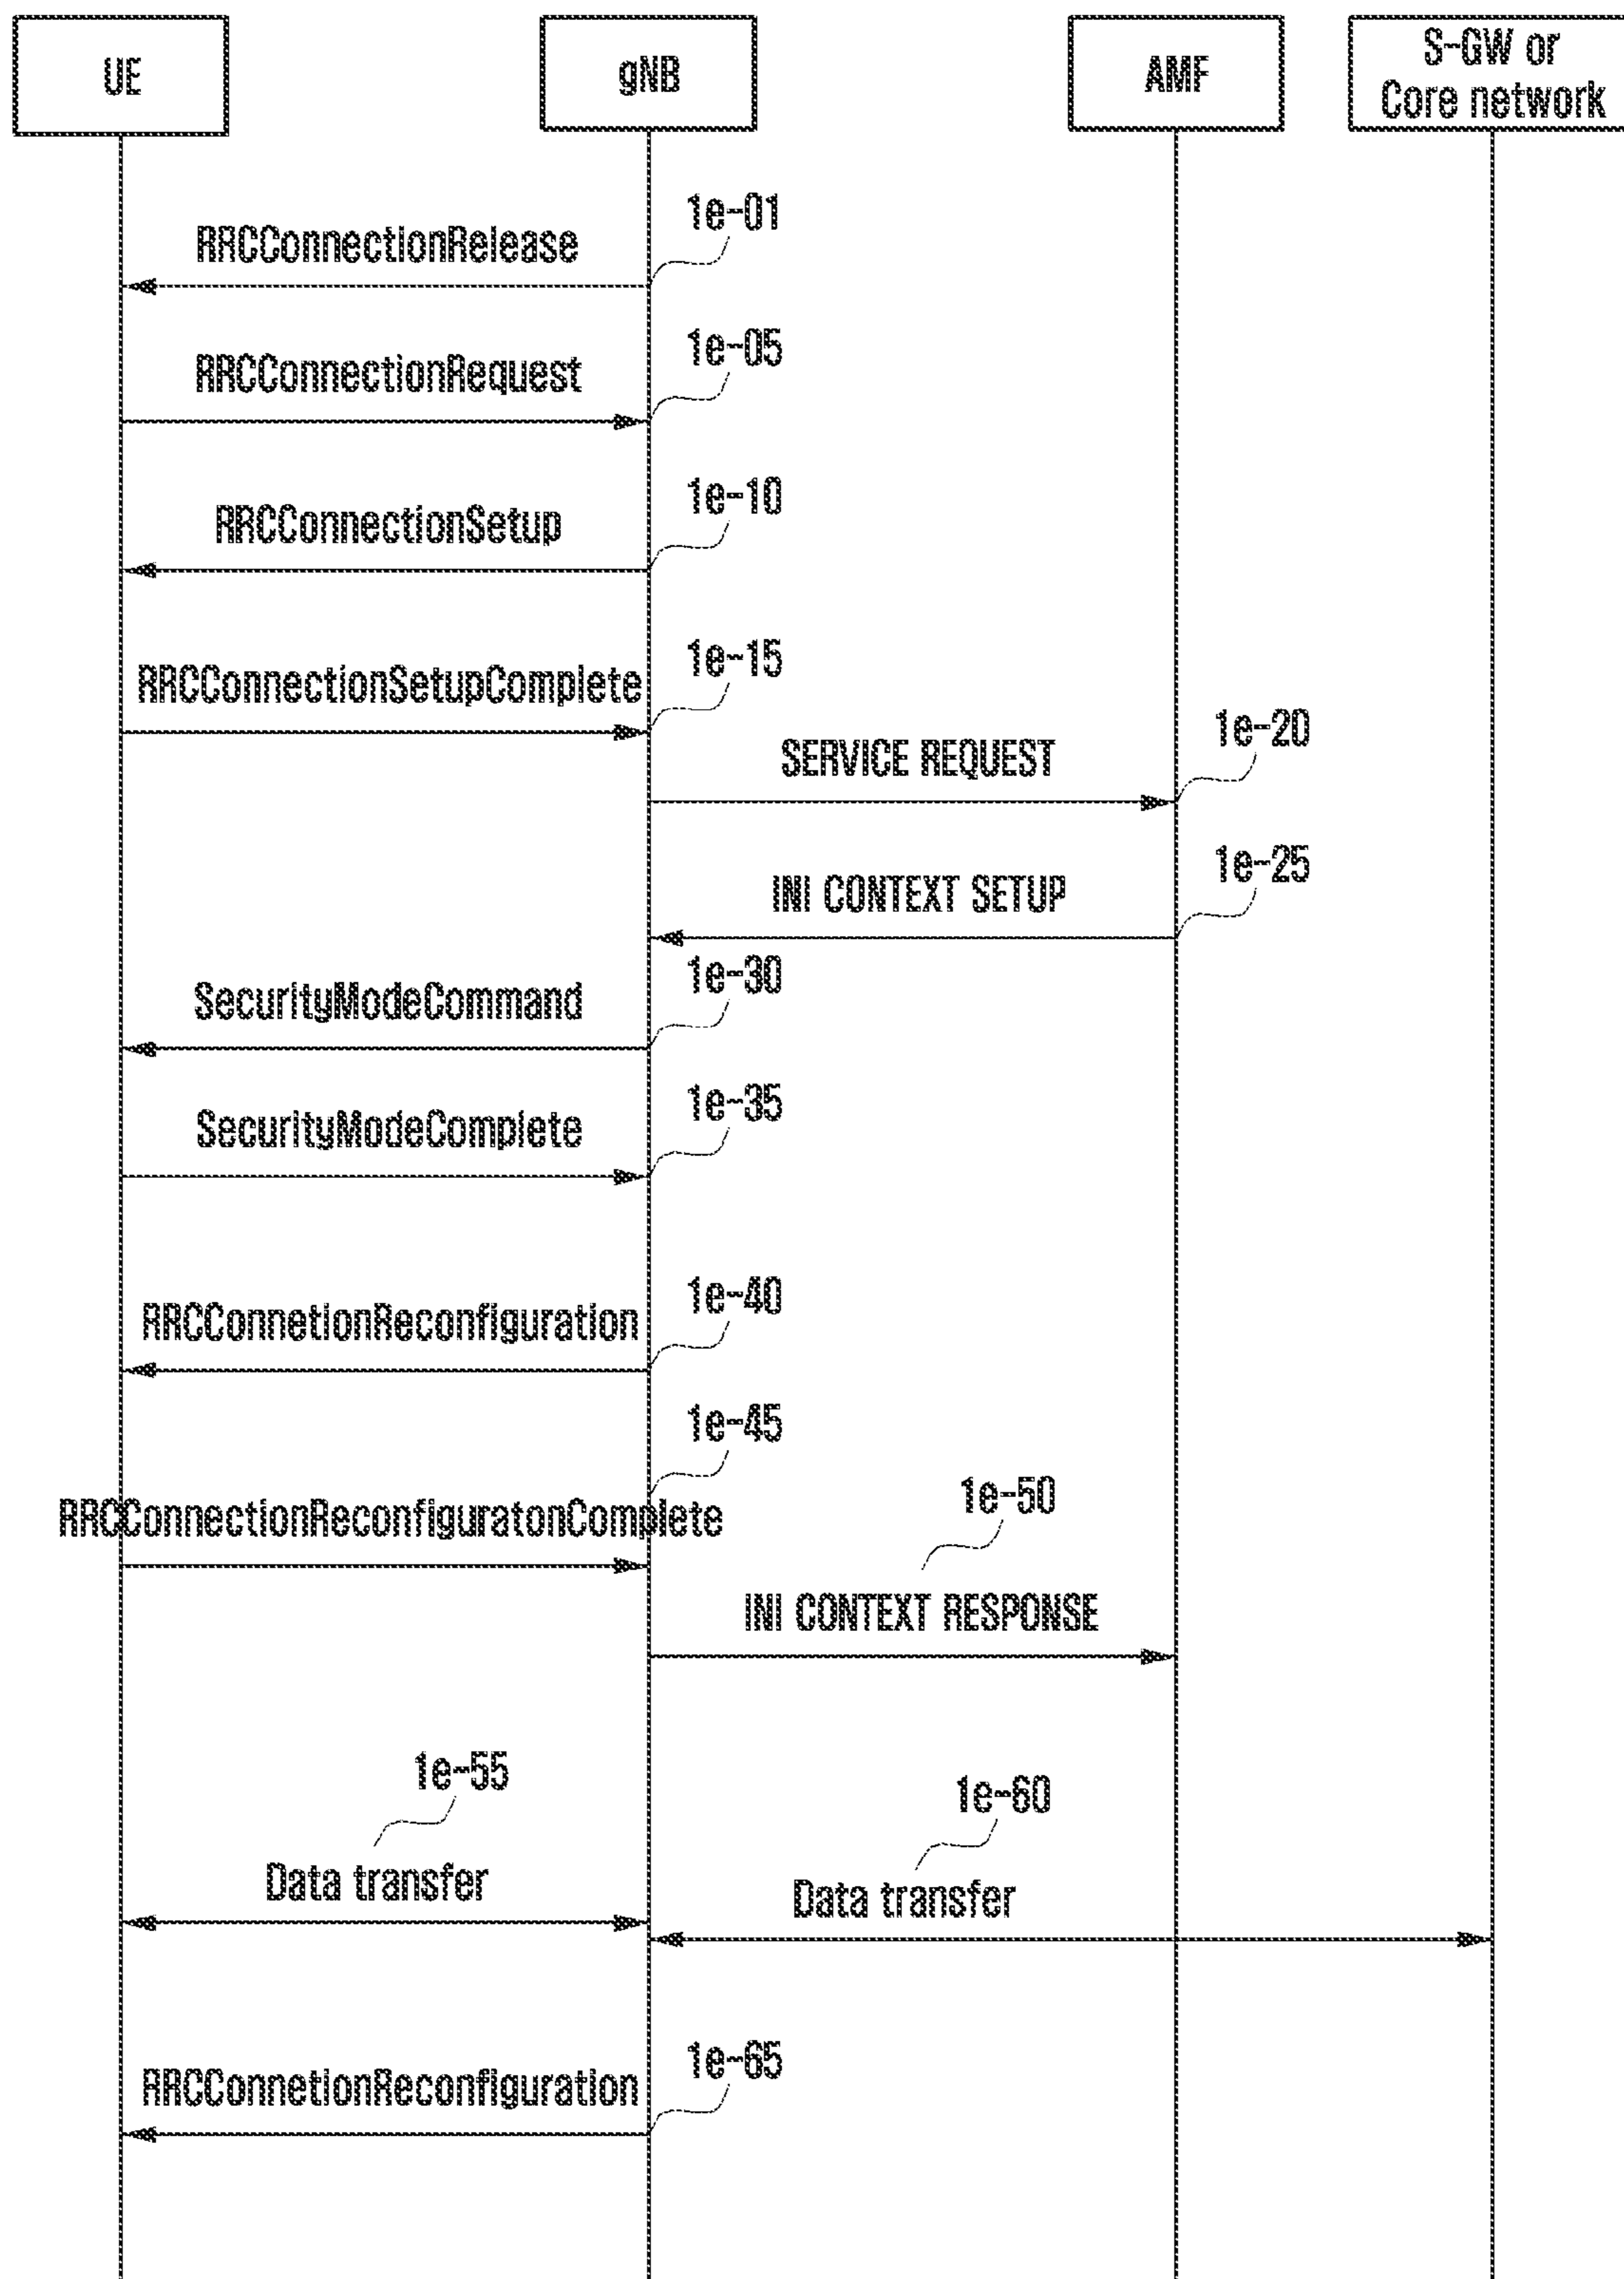 UE
gNB
AMF
S-GW or
Core network
1e-01
RRCConnectionRelease
1e-05
RRCConnectionRequest
1e-10
RRCConnectionSetup
1e-15
RRCConnectionSetupComplete
1e-20
SERVICE REQUEST
1e-25
INI CONTEXT SETUP
1e-30
SecurityModeCommand
1e-35
SecurityModeComplete
1e-40
RRCConnetionReconfiguration
1e-45
RRCConnectionReconfiguratonComplete
1e-50
INI CONTEXT RESPONSE
1e-55
Data transfer
1e-60
Data transfer
1e-65
RRCConnetionReconfiguration